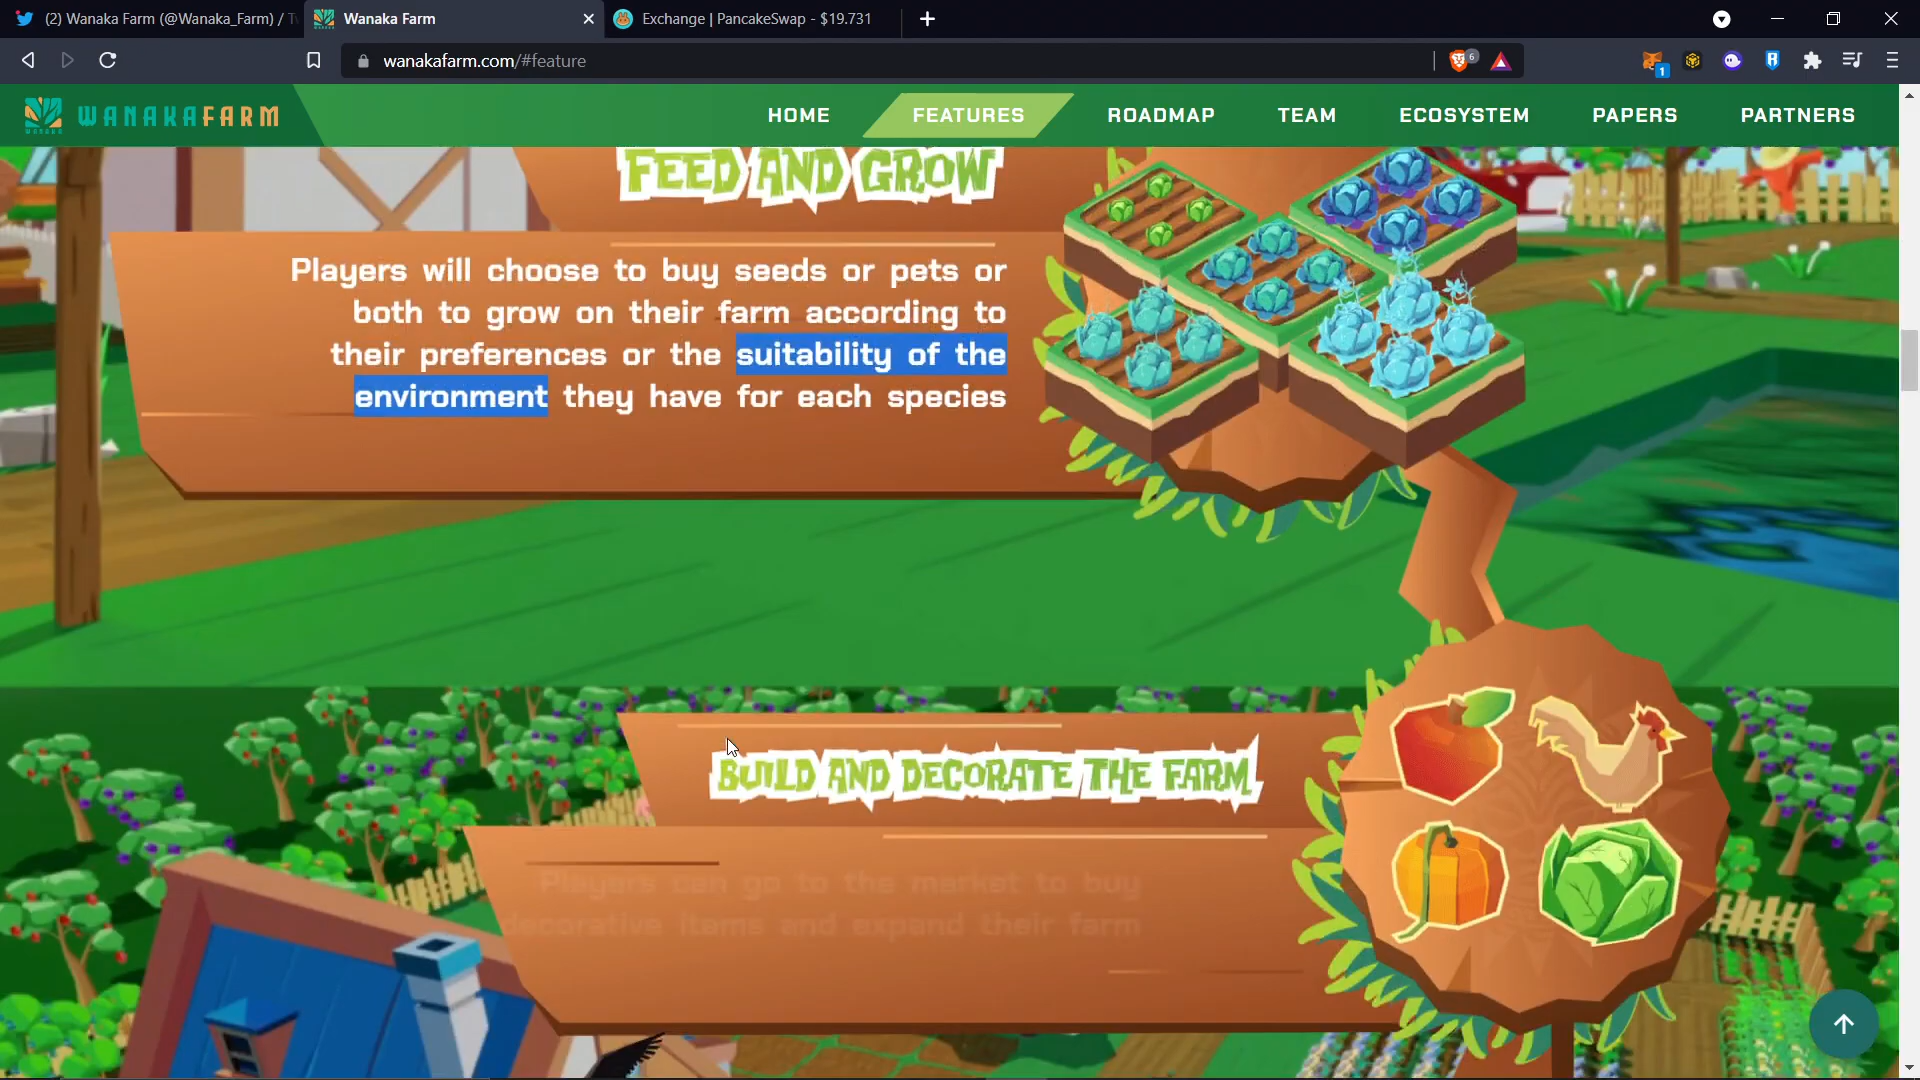 (2) Wanaka Farm (@Wanaka_Farm) / Tw
Wanaka Farm
Exchange | PancakeSwap - $19.731
wanakafarm.com/#feature
6
1
WANAKAFARM
HOME
FEATURES
ROADMAP
TEAM
ECOSYSTEM
PAPERS
PARTNERS
FEED AND GROW
Players will choose to buy seeds or pets or
both to grow on their farm according to
their preferences or the suitability of the
environment they have for each species
BUILD AND DECORATE THE FARM
Players can go to the market to buy
decorative items and expand their farm